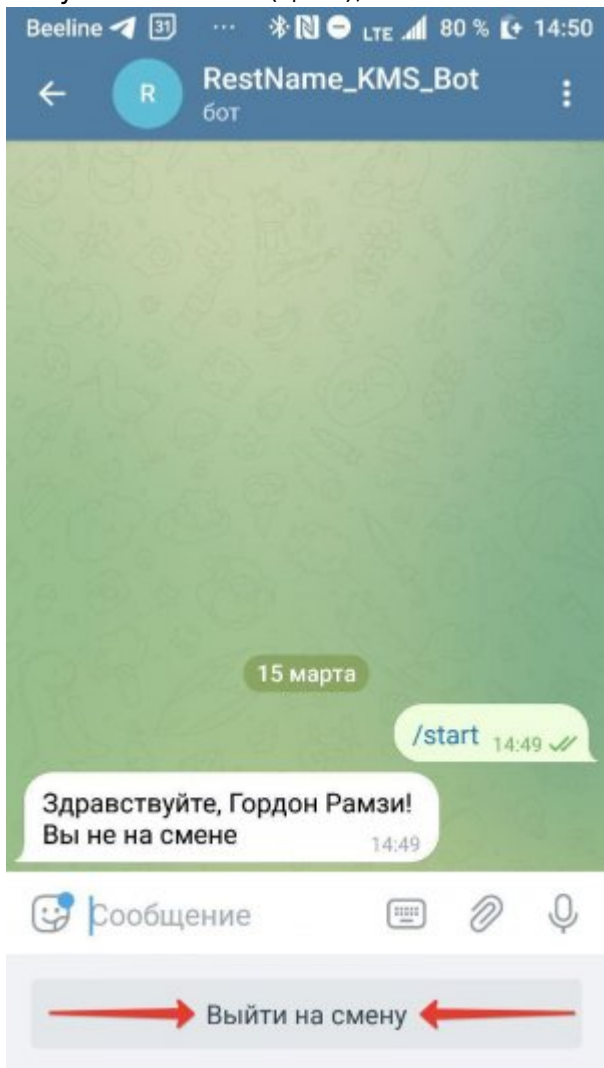 Beeline 31 ... LTE 80 % 14:50
R RestName_KMS_Bot
бот
15 марта
/start 14:49
Здравствуйте, Гордон Рамзи!
Вы не на смене 14:49
Сообщение
Выйти на смену